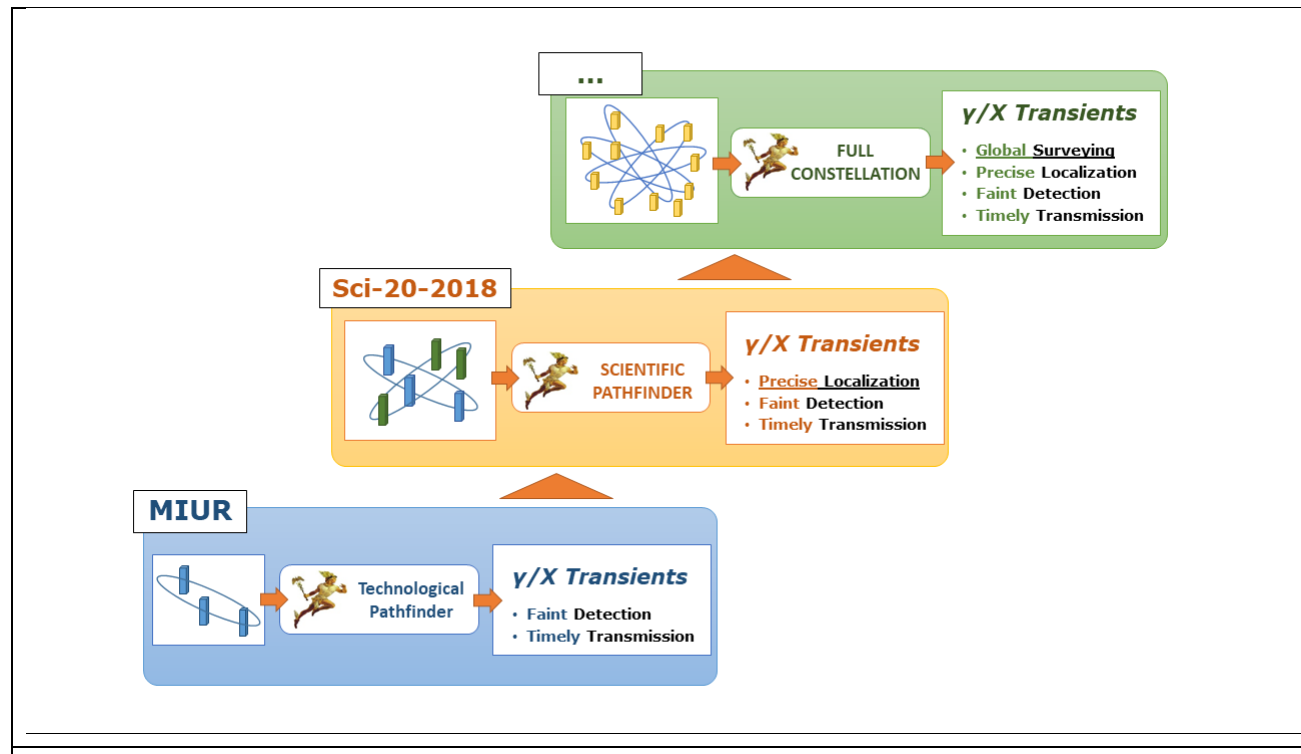 ...
FULL
CONSTELLATION
γ/X Transients
• Global Surveying
• Precise Localization
• Faint Detection
• Timely Transmission
Sci-20-2018
SCIENTIFIC
PATHFINDER
γ/X Transients
• Precise Localization
• Faint Detection
• Timely Transmission
MIUR
Technological
Pathfinder
γ/X Transients
• Faint Detection
• Timely Transmission